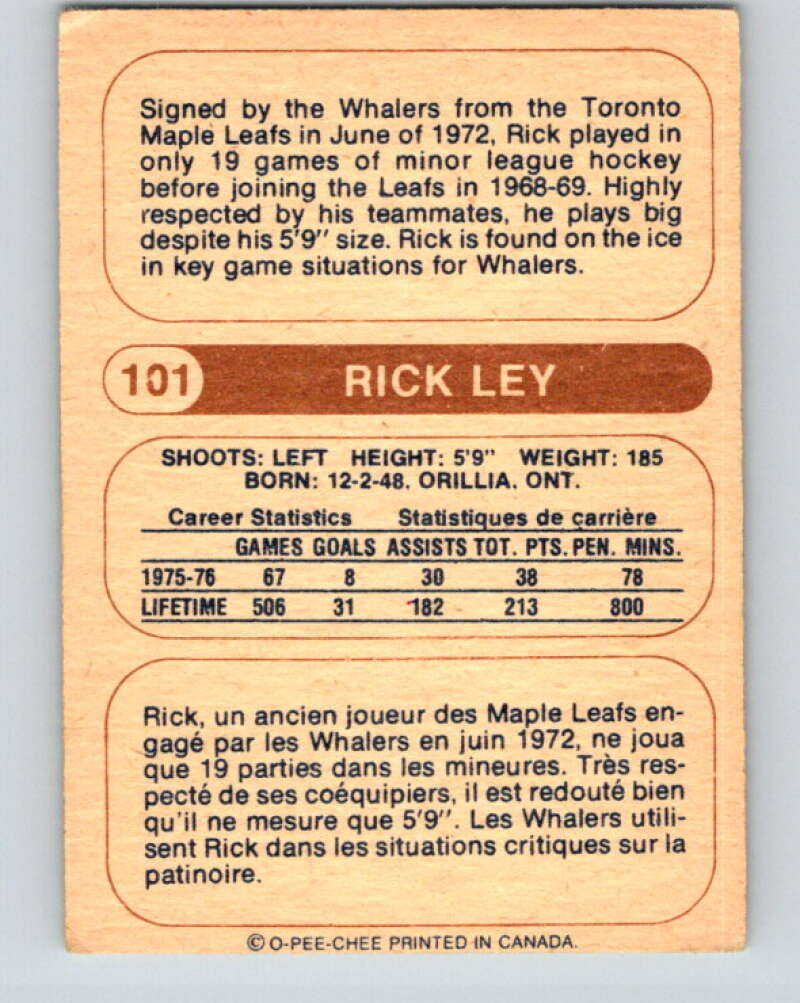 Signed by the Whalers from the Toronto
Maple Leafs in June of 1972, Rick played in
only 19 games of minor league hockey
before joining the Leafs in 1968-69. Highly
respected by his teammates, he plays big
despite his 5'9" size. Rick is found on the ice
in key game situations for Whalers.
101 RICK LEY
SHOOTS: LEFT HEIGHT: 5'9" WEIGHT: 185
BORN: 12-2-48. ORILLIA. ONT.
Career Statistics Statistiques de carrière
GAMES GOALS ASSISTS TOT. PTS. PEN. MINS.
1975-76 67 8 30 38 78
LIFETIME 506 31 182 213 800
Rick, un ancien joueur des Maple Leafs en-
gagé par les Whalers en juin 1972, ne joua
que 19 parties dans les mineures. Très res-
pecté de ses coéquipiers, il est redouté bien
qu'il ne mesure que 5'9". Les Whalers utili-
sent Rick dans les situations critiques sur la
patinoire.
© O-PEE-CHEE PRINTED IN CANADA.